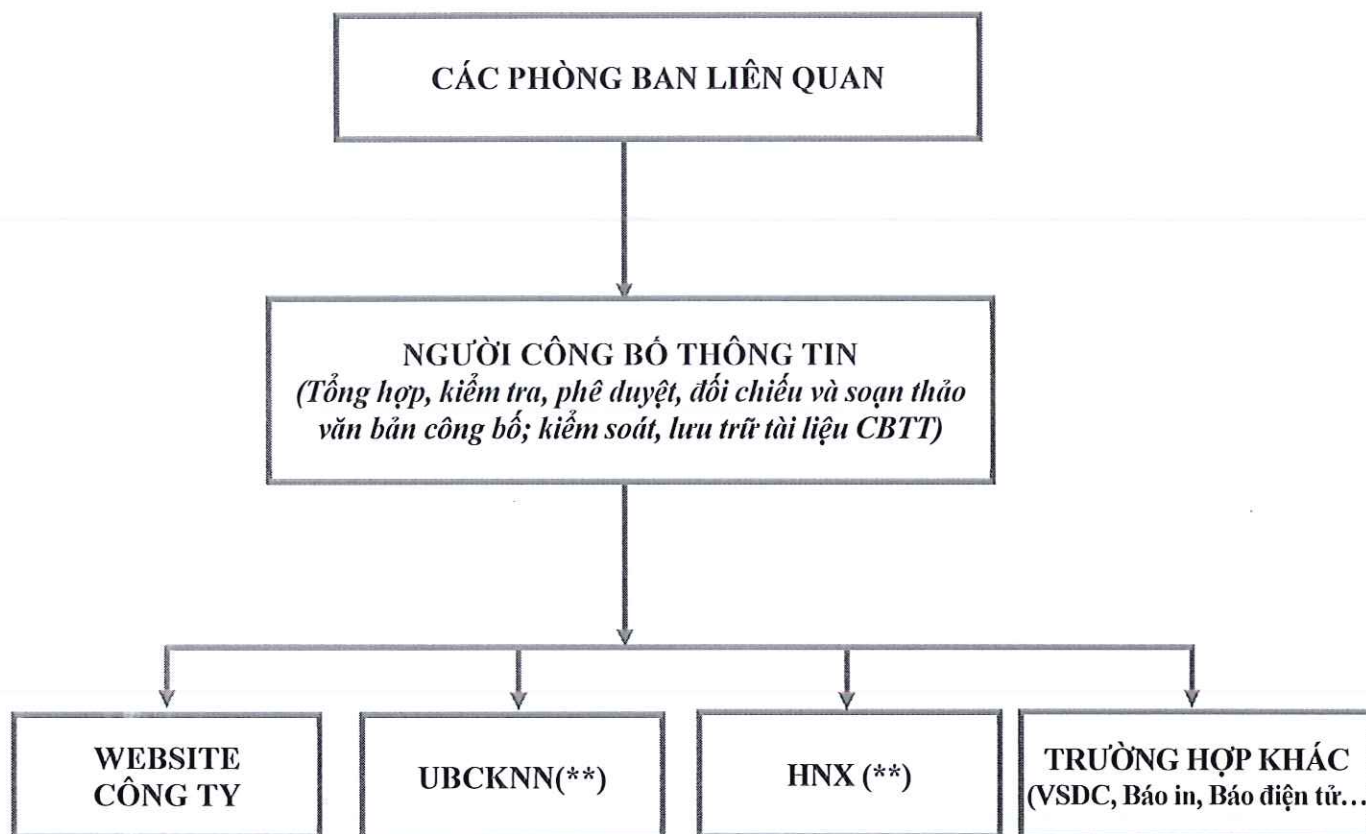 CÁC PHÒNG BAN LIÊN QUAN
NGƯỜI CÔNG BỐ THÔNG TIN
(Tổng hợp, kiểm tra, phê duyệt, đối chiếu và soạn thảo
văn bản công bố; kiểm soát, lưu trữ tài liệu CBTT)
WEBSITE
CÔNG TY
UBCKNN(**)
HNX (**)
TRƯỜNG HỢP KHÁC
(VSDC, Báo in, Báo điện tử...